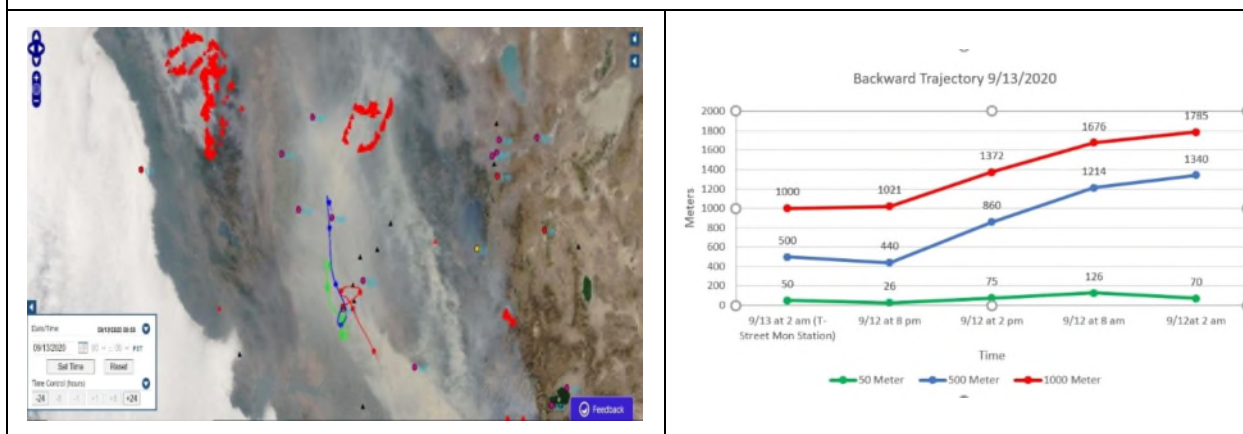 Date/Time
09/13/2020
PST
Set Time
Reset
Time Control (hours)
-24
+24
Feedback
Backward Trajectory 9/13/2020
2000
1800
1600
1400
1200
1000
800
600
400
200
0
Meters
1000
1021
1372
1676
1785
500
440
860
1214
1340
50
26
75
126
70
9/13 at 2 am (T-
Street Mon Station)
9/12 at 8 pm
9/12 at 2 pm
9/12 at 8 am
9/12at 2 am
Time
50 Meter
500 Meter
1000 Meter